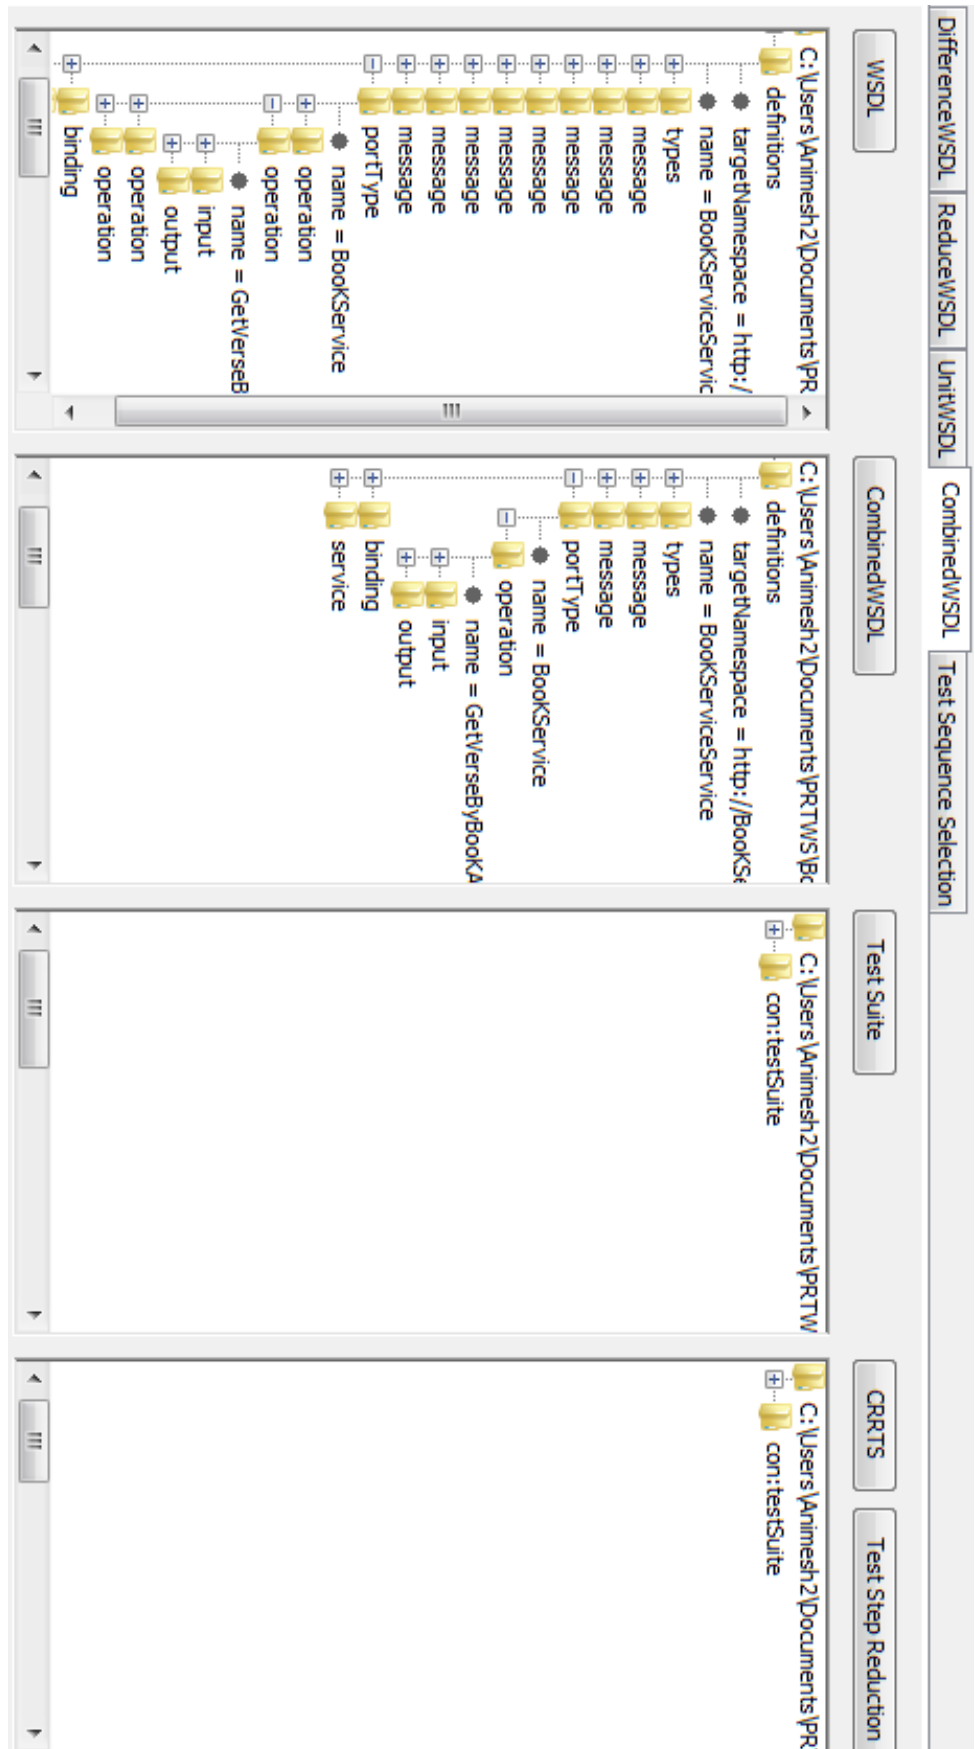 DifferenceWSDL ReduceWSDL UnitWSDL CombinedWSDL Test Sequence Selection
WSDL CombinedWSDL Test Suite CRRTS Test Step Reduction
C:\Users\Animesh2\Documents\PR
definitions
targetNamespace = http:/
name = BooKServiceServic
types
message
message
message
message
message
message
message
message
portType
name = BooKService
operation
operation
name = GetVerseB
input
output
operation
operation
binding
C:\Users\Animesh2\Documents\PRTWS\Bo
definitions
targetNamespace = http://BooKSe
name = BooKServiceService
types
message
message
portType
name = BooKService
operation
name = GetVerseByBooKA
input
output
binding
service
C:\Users\Animesh2\Documents\PRTW
con:testSuite
C:\Users\Animesh2\Documents\PR
con:testSuite